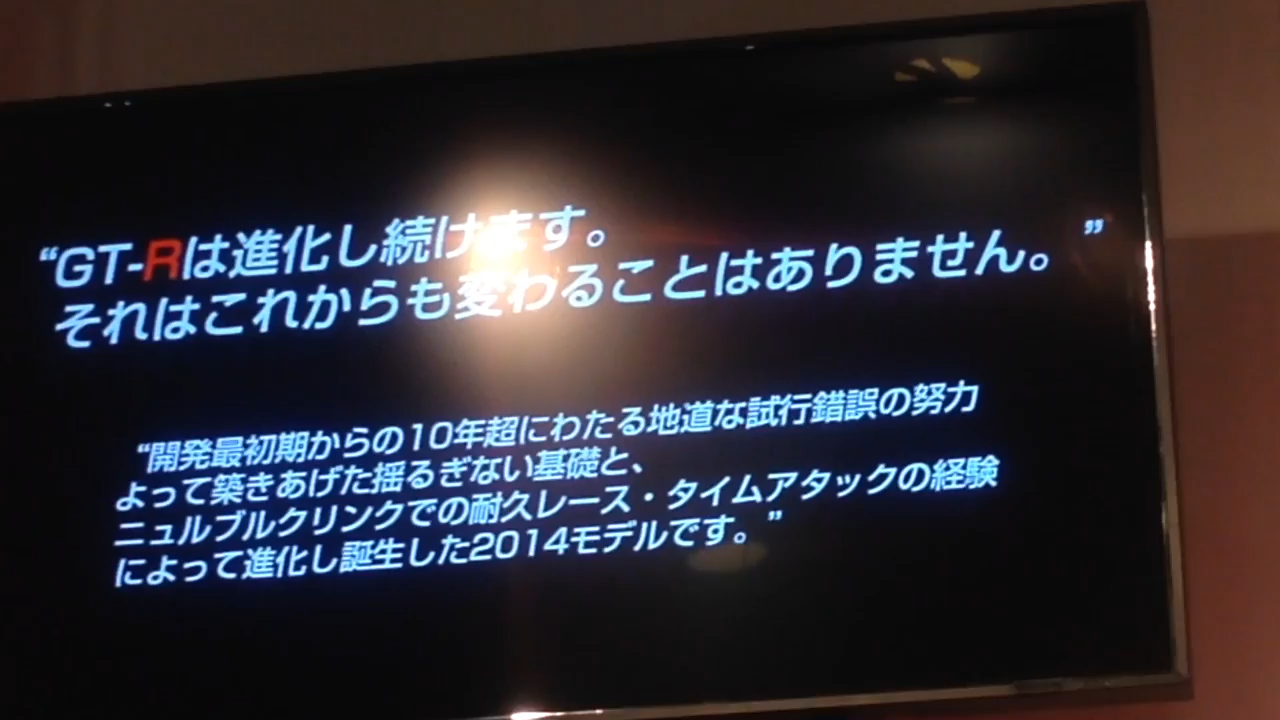 “GT-Rは進化し続けます。
それはこれからも変わることはありません。”
“開発最初期からの10年超にわたる地道な試行錯誤の努力
よって築きあげた揺るぎない基礎と、
ニュルブルクリンクでの耐久レース・タイムアタックの経験
によって進化し誕生した2014モデルです。”